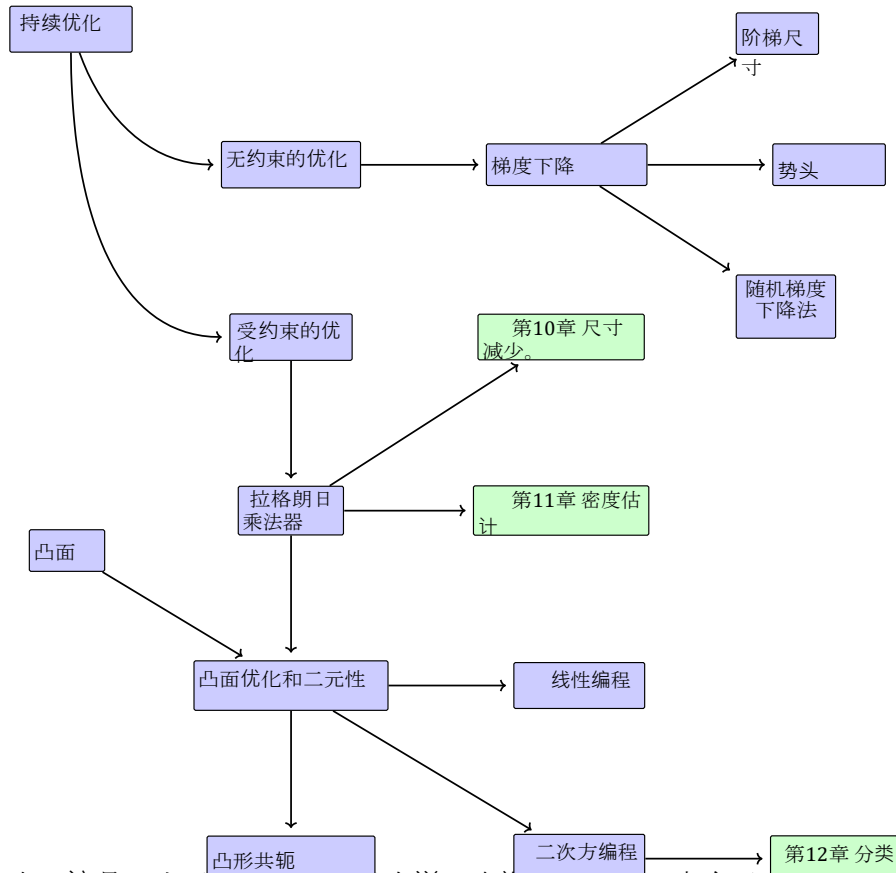 持续优化
阶梯尺
寸
无约束的优化
梯度下降
势头
随机梯度
下降法
受约束的优
化
第10章 尺寸
减少。
拉格朗日
乘法器
第11章 密度估
计
凸面
凸面优化和二元性
线性编程
凸形共轭
二次方编程
第12章 分类